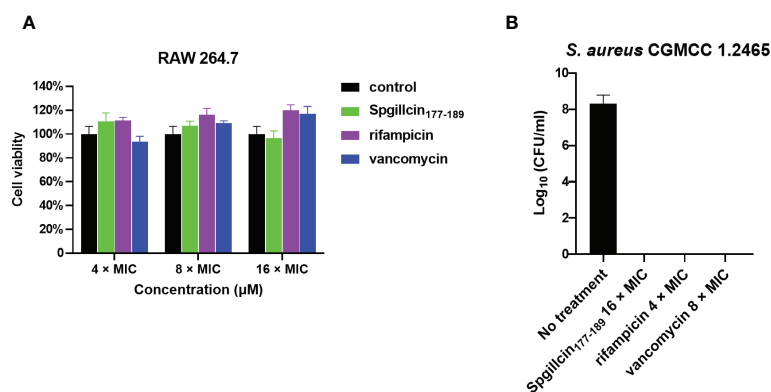 A
RAW 264.7
Cell viablity
140%
120%
100%
80%
60%
40%
20%
0
4 × MIC
8 × MIC
16 × MIC
Concentration (μM)
control
Spgillcin177-189
rifampicin
vancomycin
B
S. aureus CGMCC 1.2465
Log10 (CFU/ml)
10
8
6
4
2
0
No treatment
Spgillcin177-189 16 × MIC
rifampicin 4 × MIC
vancomycin 8 × MIC